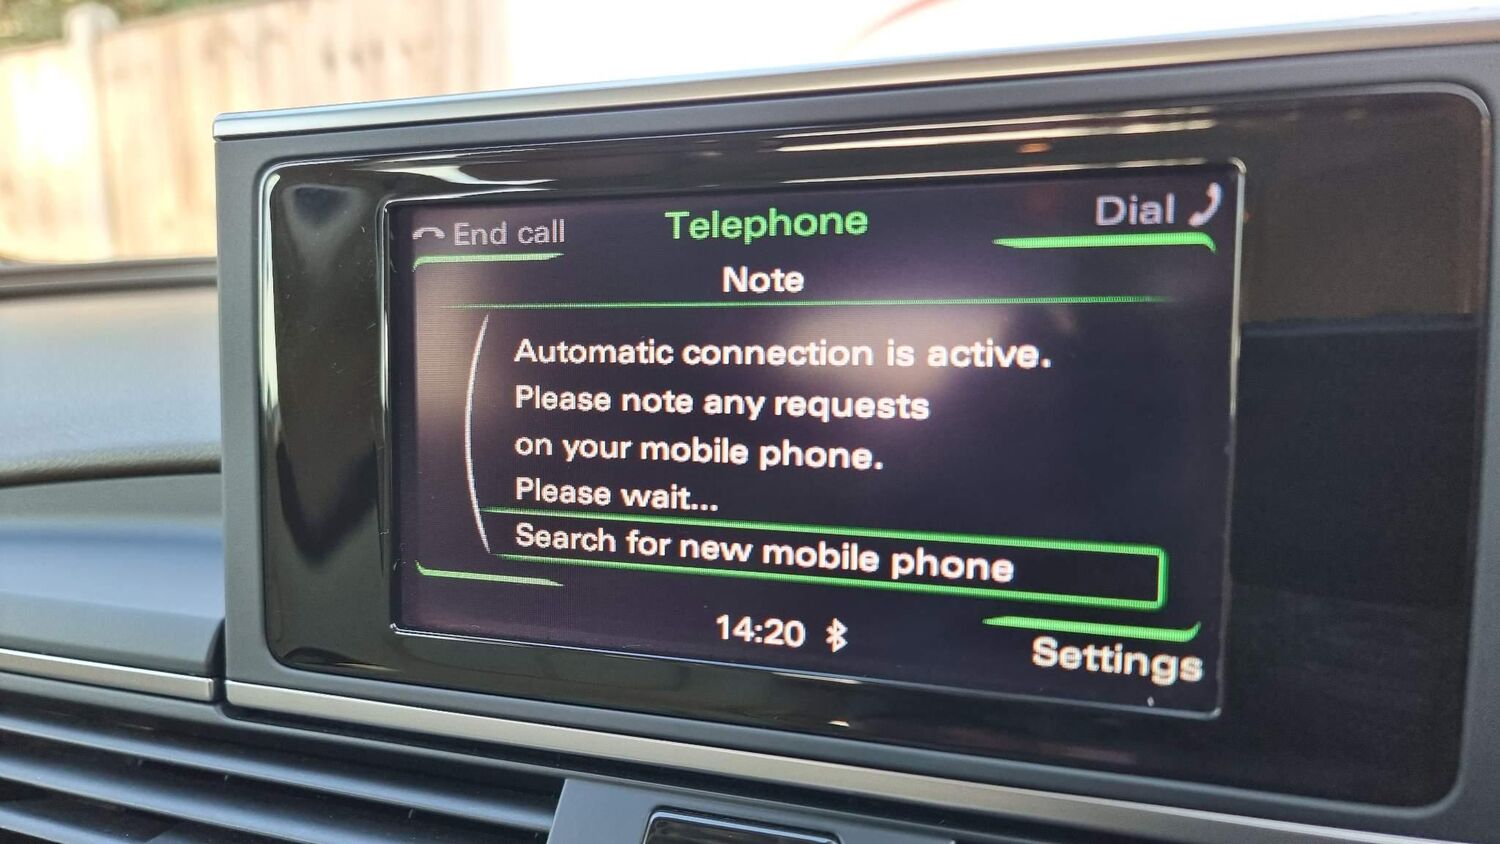 End call
Telephone
Dial
Note
Automatic connection is active.
Please note any requests
on your mobile phone.
Please wait...
Search for new mobile phone
14:20
Settings